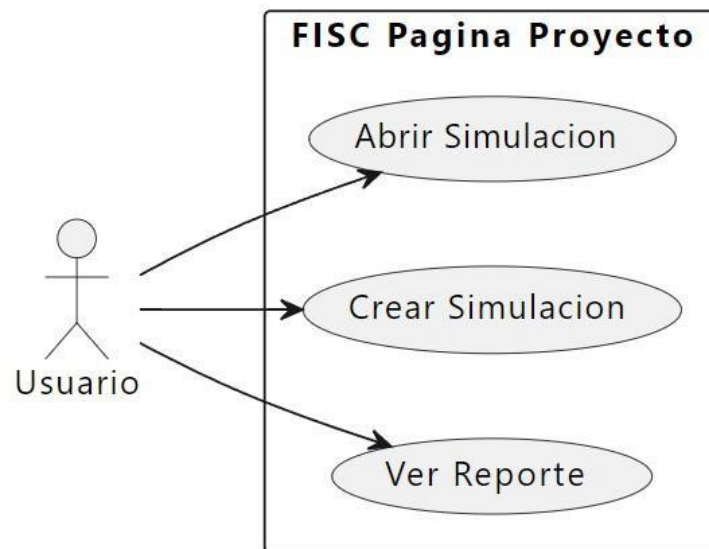 FISC Pagina Proyecto
Abrir Simulacion
Crear Simulacion
Usuario
Ver Reporte